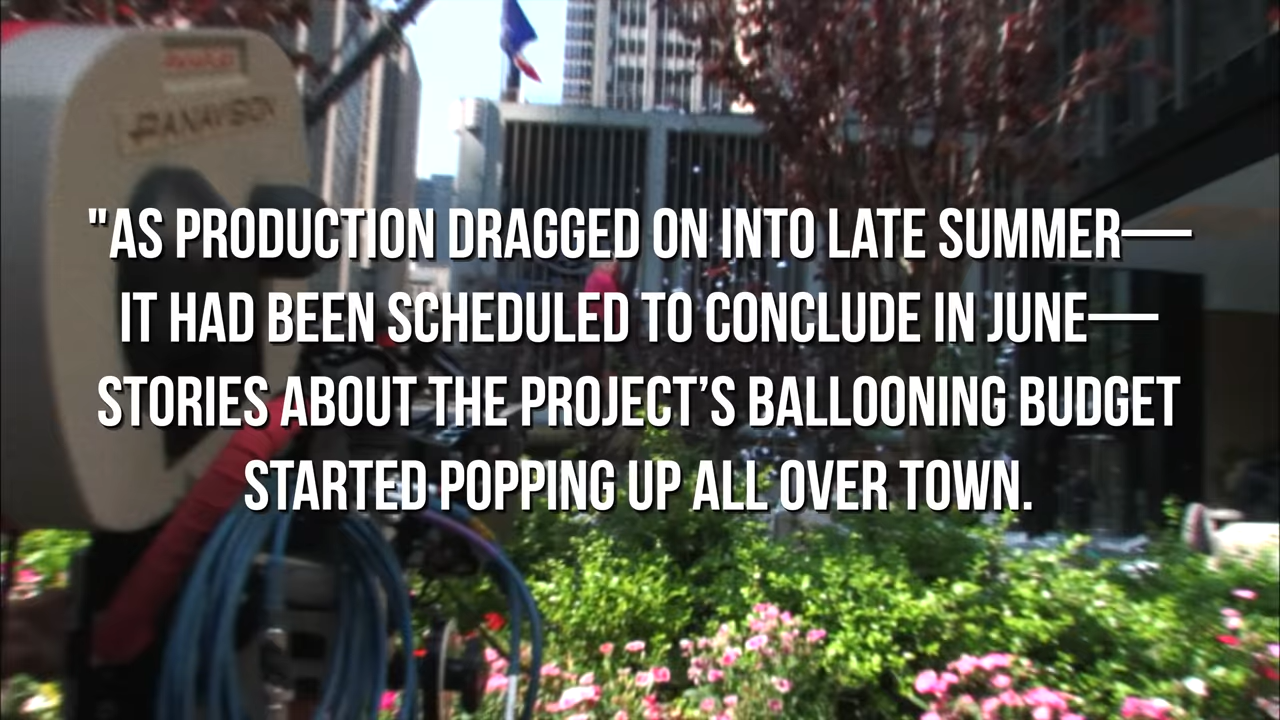 PANAVISION
"AS PRODUCTION DRAGGED ON INTO LATE SUMMER—
IT HAD BEEN SCHEDULED TO CONCLUDE IN JUNE—
STORIES ABOUT THE PROJECT’S BALLOONING BUDGET
STARTED POPPING UP ALL OVER TOWN.